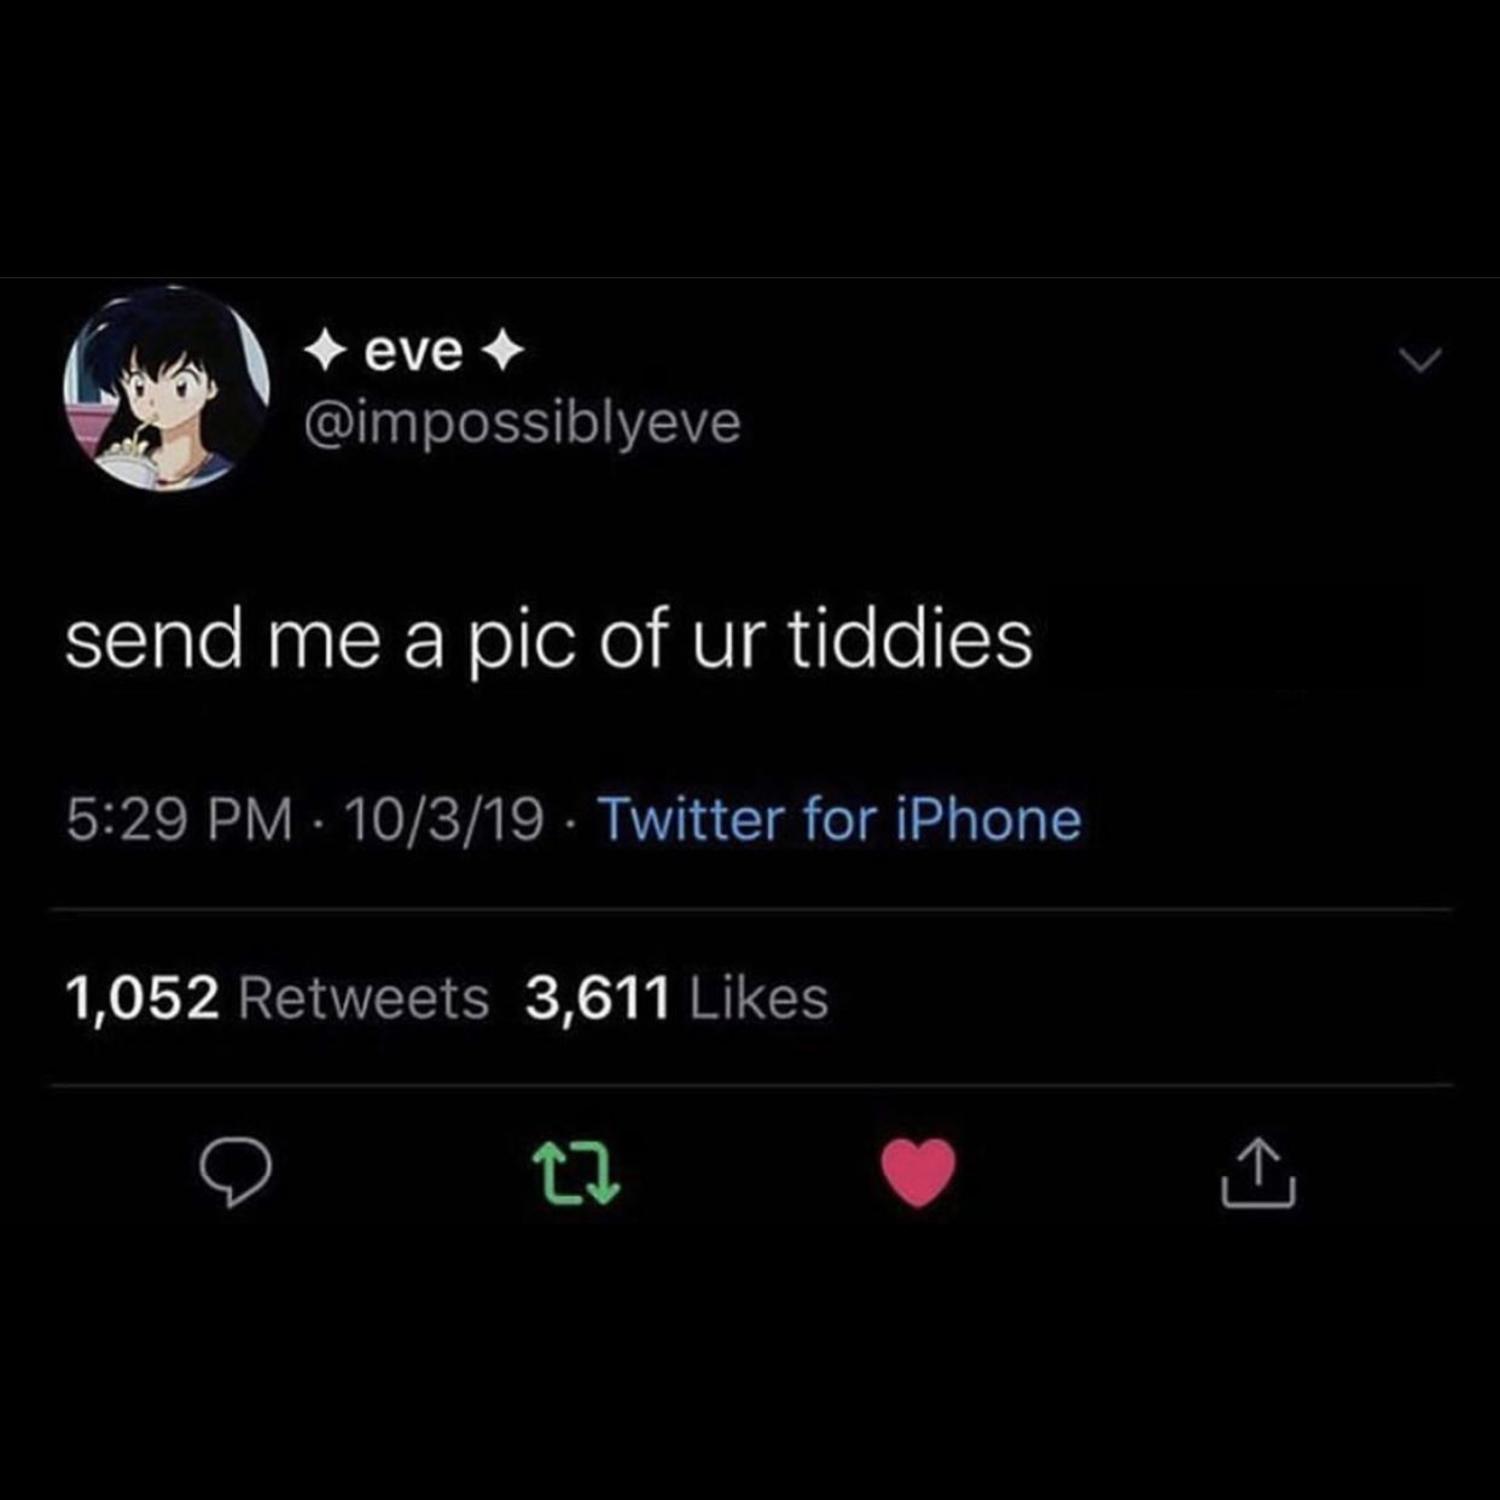 ✦ eve ✦
@impossiblyeve
send me a pic of ur tiddies
5:29 PM · 10/3/19 · Twitter for iPhone
1,052 Retweets 3,611 Likes